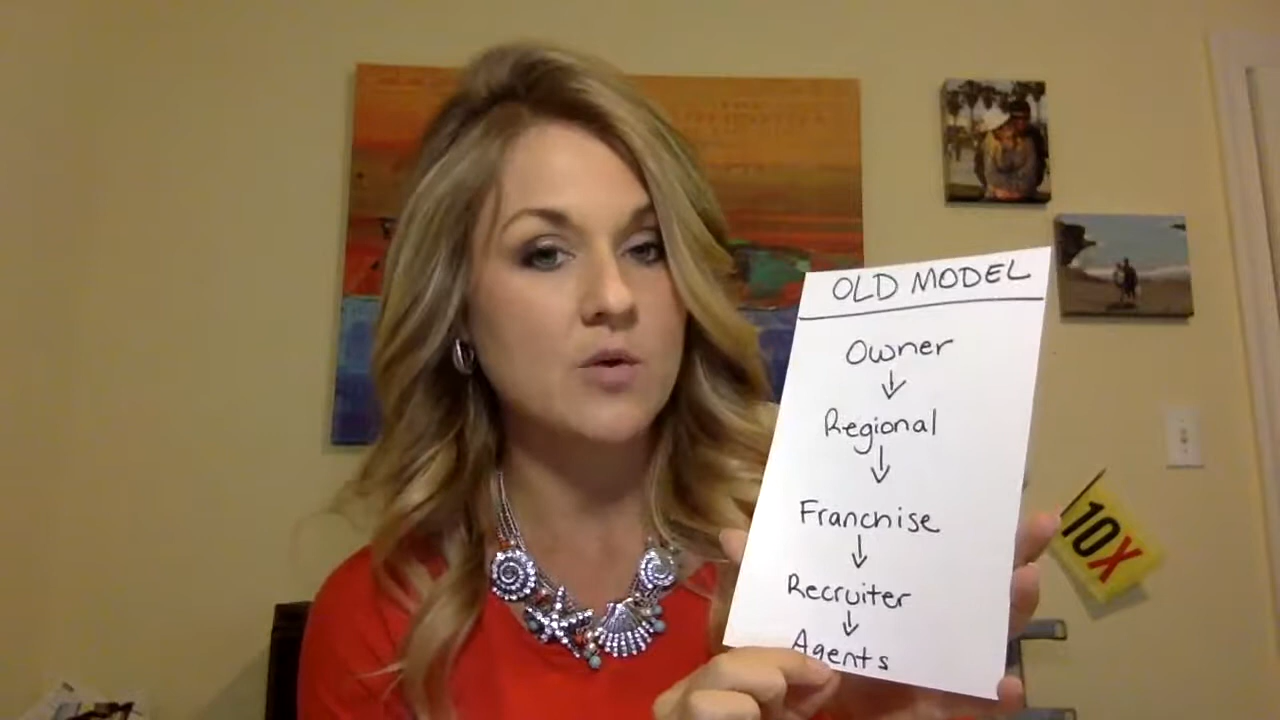 OLD MODEL
Owner
↓
Regional
↓
Franchise
↓
Recruiter
↓
Agents
10X